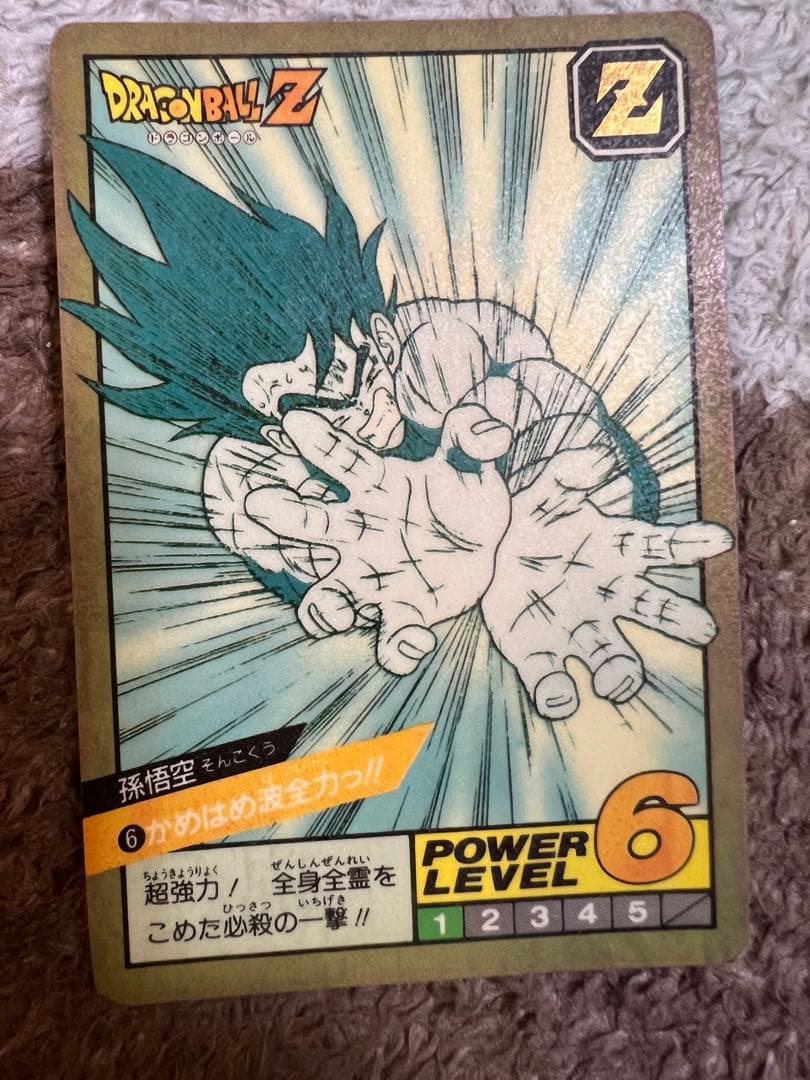 DRAGONBALL Z
ドラゴンボール
Z
孫悟空 そんこくう
6 かめはめ波全力っ!!
は
ちょうきょうりょく ぜんしんぜんれい
超強力! 全身全霊を
ひっさつ いちげき
こめた必殺の一撃!!
POWER LEVEL 6
1 2 3 4 5